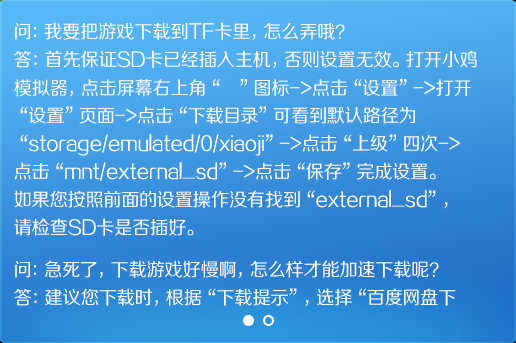 问: 我要把游戏下载到TF卡里, 怎么弄哦?
答: 首先保证SD卡已经插入主机, 否则设置无效。打开小鸡
模拟器, 点击屏幕右上角 “ ” 图标->点击 “设置” ->打开
“设置” 页面->点击 “下载目录” 可看到默认路径为
“storage/emulated/0/xiaoji” ->点击 “上级” 四次->
点击 “mnt/external_sd” ->点击 “保存” 完成设置。
如果您按照前面的设置操作没有找到 “external_sd” ,
请检查SD卡是否插好。
问: 急死了, 下载游戏好慢啊, 怎么样才能加速下载呢?
答: 建议您下载时, 根据 “下载提示” , 选择 “百度网盘下